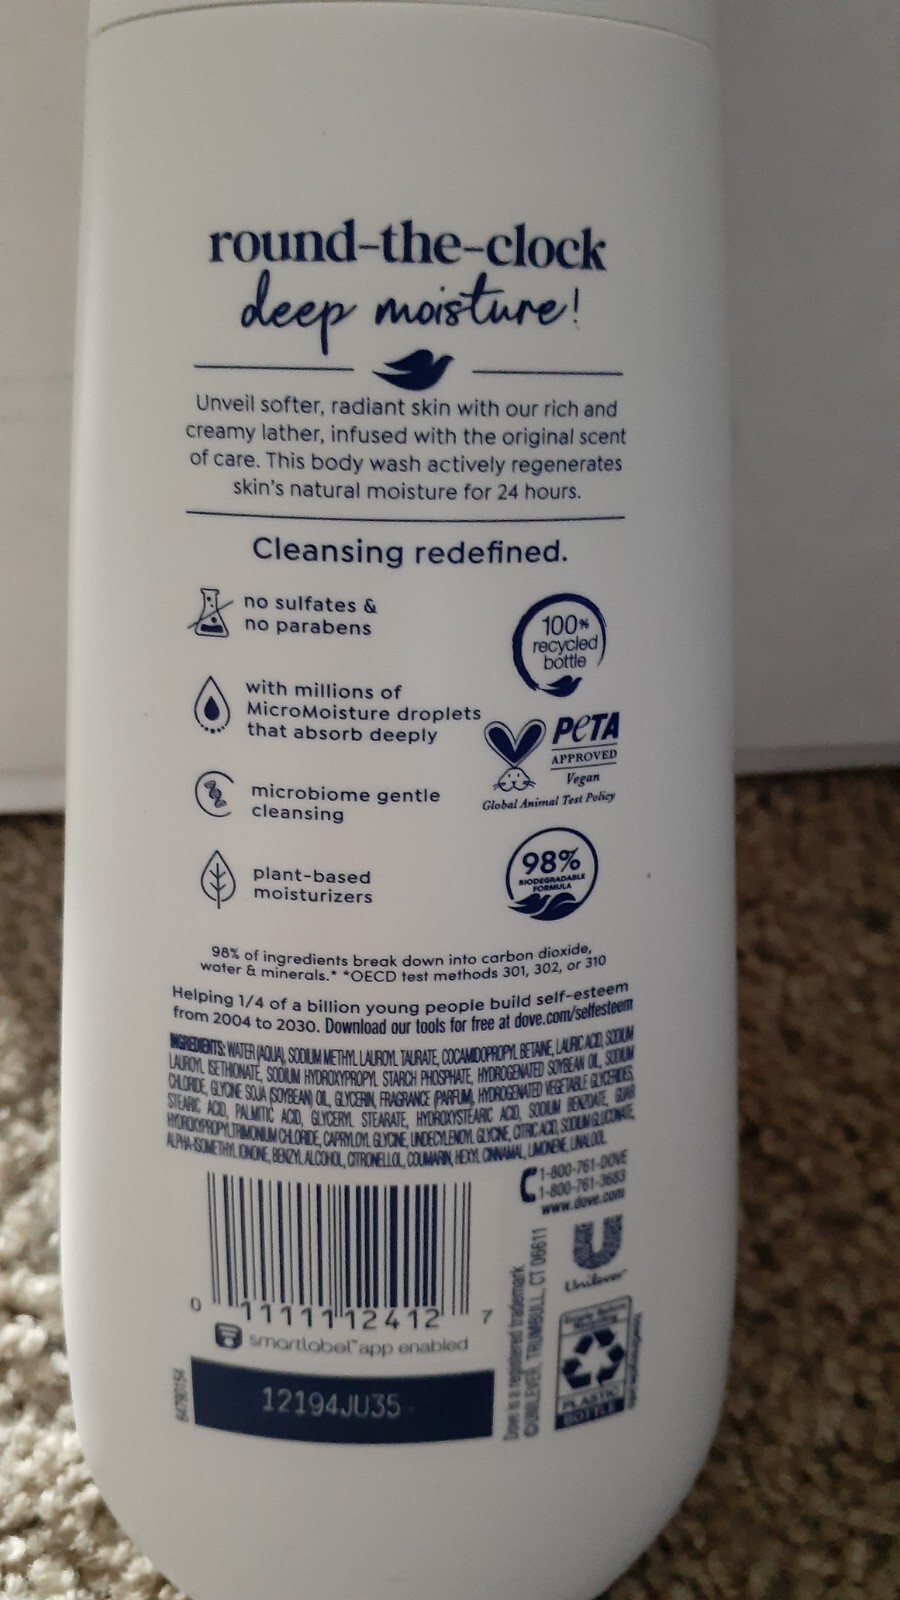 round-the-clock
deep moisture!
Unveil softer, radiant skin with our rich and
creamy lather, infused with the original scent
of care. This body wash actively regenerates
skin's natural moisture for 24 hours.
Cleansing redefined.
no sulfates &
no parabens
100%
recycled
bottle
with millions of
MicroMoisture droplets
that absorb deeply
PETA
APPROVED
Vegan
Global Animal Test Policy
microbiome gentle
cleansing
plant-based
moisturizers
98%
BIODEGRADABLE
FORMULA
98% of ingredients break down into carbon dioxide,
water & minerals.* *OECD test methods 301, 302, or 310
Helping 1/4 of a billion young people build self-esteem
from 2004 to 2030. Download our tools for free at dove.com/selfesteem
INGREDIENTS: WATER (AQUA), SODIUM METHYL LAUROYL TAURATE, COCAMIDOPROPYL BETAINE, LAURIC ACID, SODIUM
LAUROYL ISETHIONATE, SODIUM HYDROXYPROPYL STARCH PHOSPHATE, HYDROGENATED SOYBEAN OIL, SODIUM
CHLORIDE, GLYCINE SOJA (SOYBEAN) OIL, GLYCERIN, FRAGRANCE (PARFUM), HYDROGENATED VEGETABLE GLYCERIDES,
STEARIC ACID, PALMITIC ACID, GLYCERYL STEARATE, HYDROXYSTEARIC ACID, SODIUM BENZOATE, GUAR
HYDROXYPROPYLTRIMONIUM CHLORIDE, CAPRYLOYL GLYCINE, UNDECYLENOYL GLYCINE, CITRIC ACID, SODIUM GLUCONATE,
ALPHA-ISOMETHYL IONONE, BENZYL ALCOHOL, CITRONELLOL, COUMARIN, HEXYL CINNAMAL, LIMONENE, LINALOOL
1-800-761-DOVE
1-800-761-3683
www.dove.com
0 11111 12412 7
smartlabel™ app enabled
12194JU35
Dove is a registered trademark
©UNILEVER, TRUMBULL, CT 06611
Unilever
PLASTIC
BOTTLE